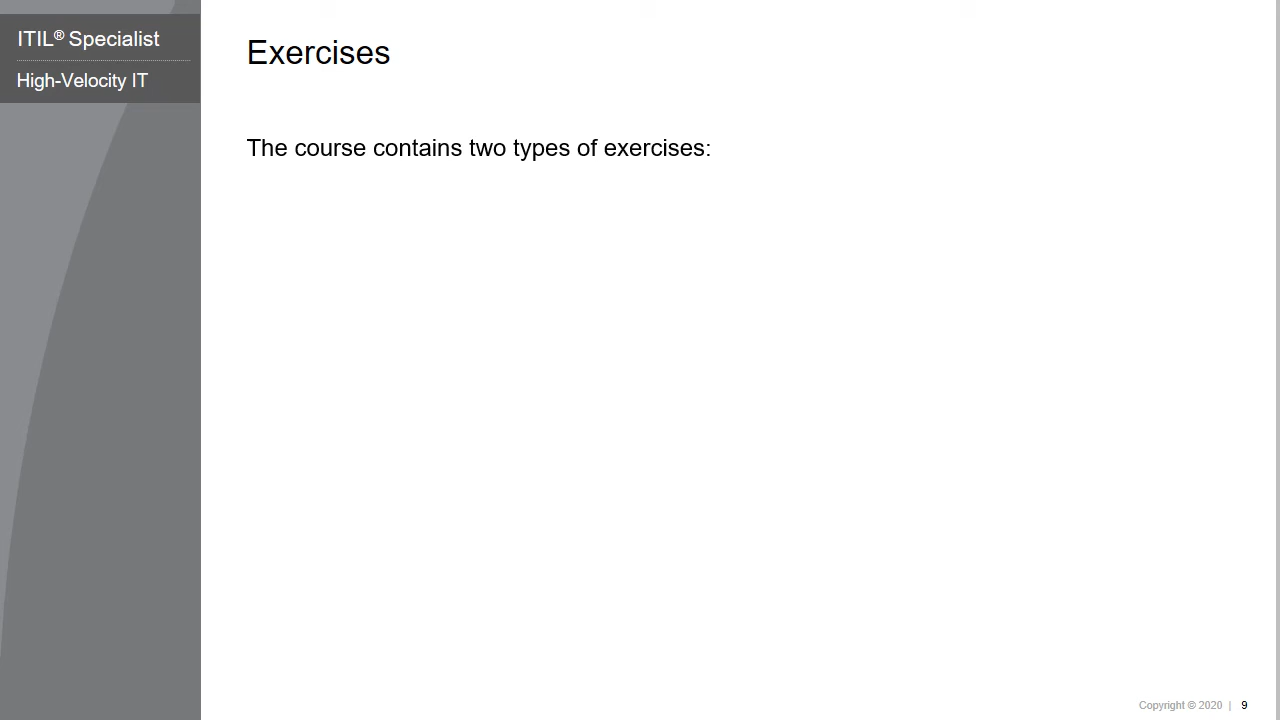 ITIL® Specialist
High-Velocity IT
Exercises
The course contains two types of exercises:
Copyright © 2020 | 9